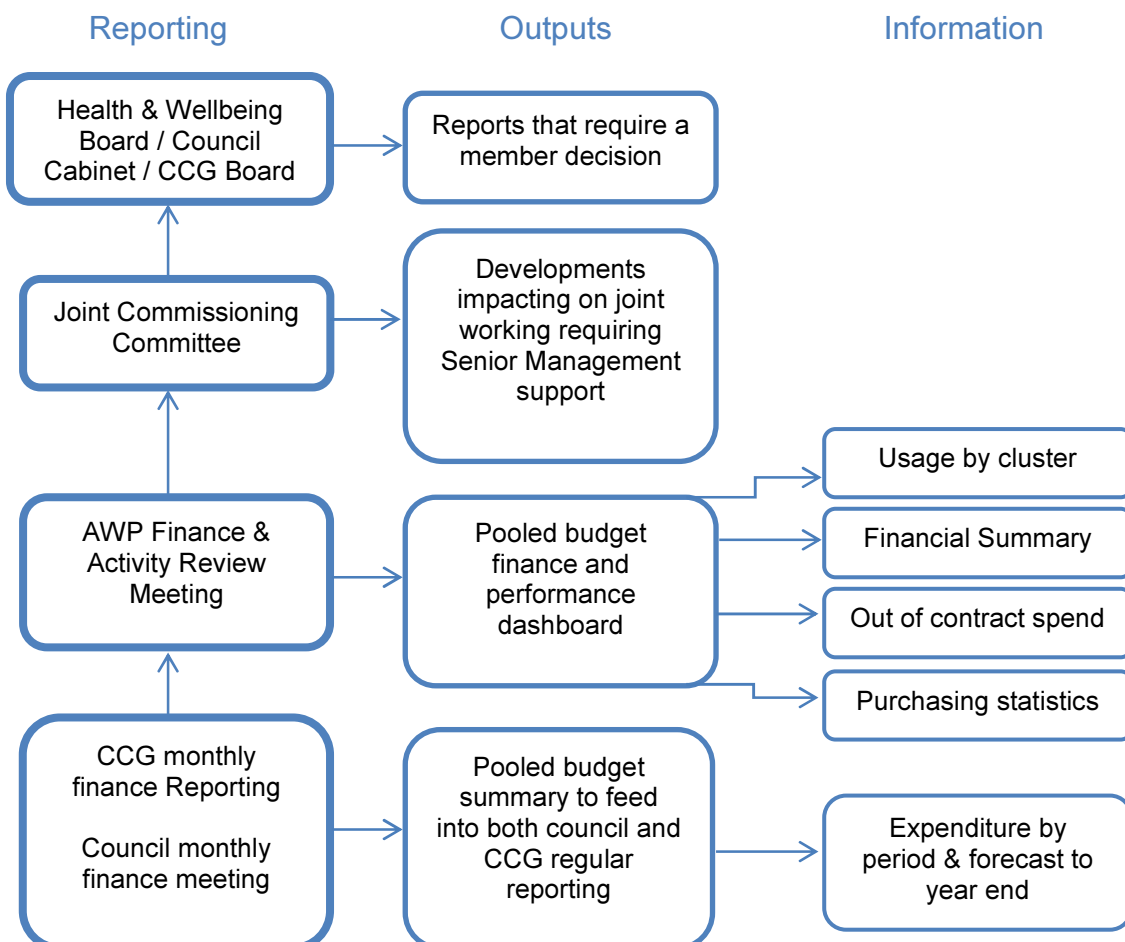 Reporting
Outputs
Information
Health & Wellbeing
Board / Council
Cabinet / CCG Board
Reports that require a
member decision
Joint Commissioning
Committee
Developments
impacting on joint
working requiring
Senior Management
support
AWP Finance &
Activity Review
Meeting
Pooled budget
finance and
performance
dashboard
Usage by cluster
Financial Summary
Out of contract spend
Purchasing statistics
CCG monthly
finance Reporting
Council monthly
finance meeting
Pooled budget
summary to feed
into both council and
CCG regular
reporting
Expenditure by
period & forecast to
year end